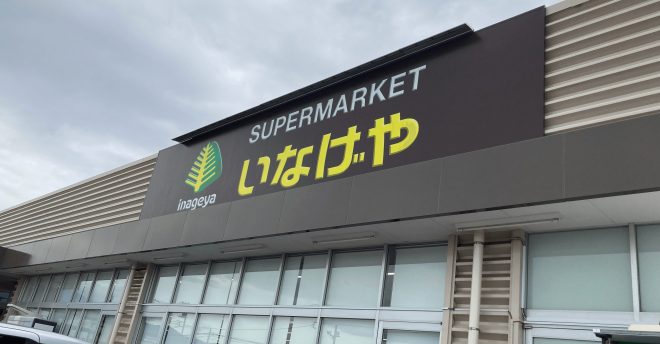 SUPERMARKET
いなげや
inageya